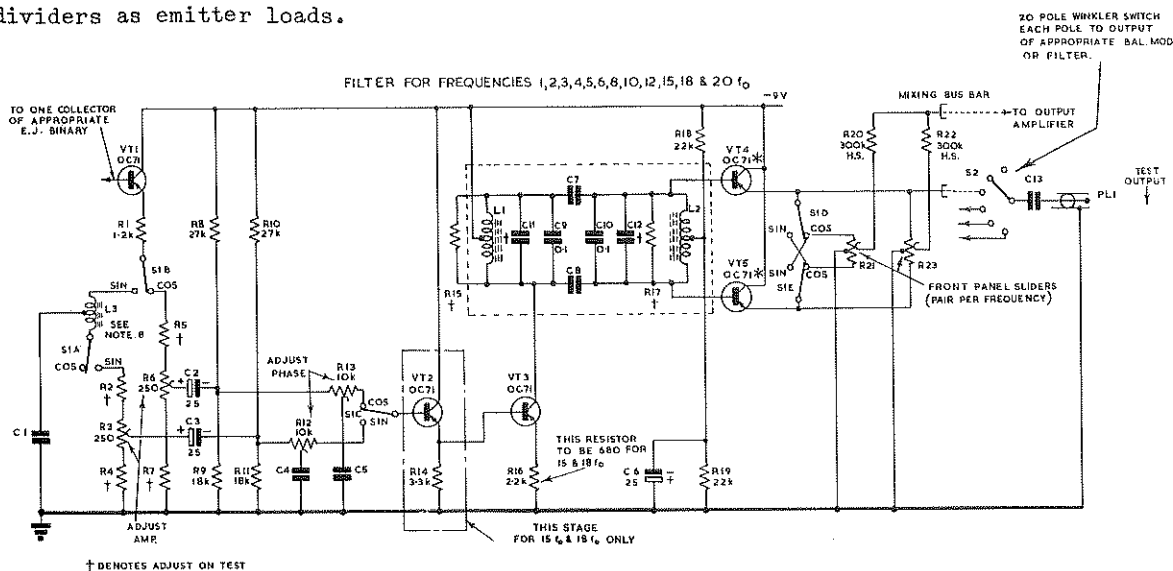 dividers as emitter loads.
20 POLE WINKLER SWITCH
EACH POLE TO OUTPUT
OF APPROPRIATE BAL. MOD
OR FILTER.
FILTER FOR FREQUENCIES 1,2,3,4,5,6,8,10,12,15,18 & 20 f₀
-9V
MIXING BUS BAR
TO OUTPUT
AMPLIFIER
TO ONE COLLECTOR
OF APPROPRIATE
E.J. BINARY
VT1
OC71
R1
1·2k
R8
27k
R10
27k
R18
22k
VT4
OC71*
R20
300k
H.S.
R22
300k
H.S.
S2
C13
PL1
TEST
OUTPUT
C7
L1
C11
†
C9
0·1
C10
0·1
C12
†
L2
C8
R15
†
R17
†
VT5
OC71*
S1D
SIN
COS
SIN
COS
S1E
R21
R23
FRONT PANEL SLIDERS
(PAIR PER FREQUENCY)
S1B
SIN
COS
L3
SEE
NOTE. 8
S1A
COS
SIN
R5
†
R2
†
R6
250
C2
+
-
25
R3
250
C3
+
-
25
R4
†
R7
†
R9
18k
R11
18k
ADJUST
PHASE
R13
10k
R12
10k
COS
S1C
SIN
C4
C5
C1
VT2
OC71
VT3
OC71
R14
3·3k
R16
2·2k
THIS RESISTOR
TO BE 680 FOR
15 & 18 f₀
C6
25
-
+
R19
22k
ADJUST
AMP.
THIS STAGE
FOR 15 f₀ & 18 f₀ ONLY
† DENOTES ADJUST ON TEST